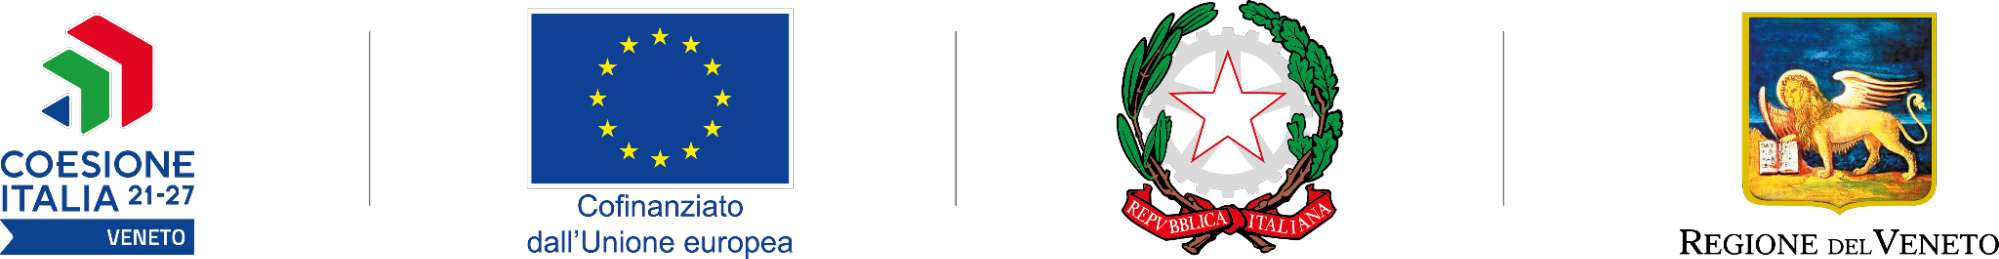 COESIONE
ITALIA 21-27
VENETO
Cofinanziato
dall'Unione europea
REPVBBLICA ITALIANA
REGIONE DEL VENETO